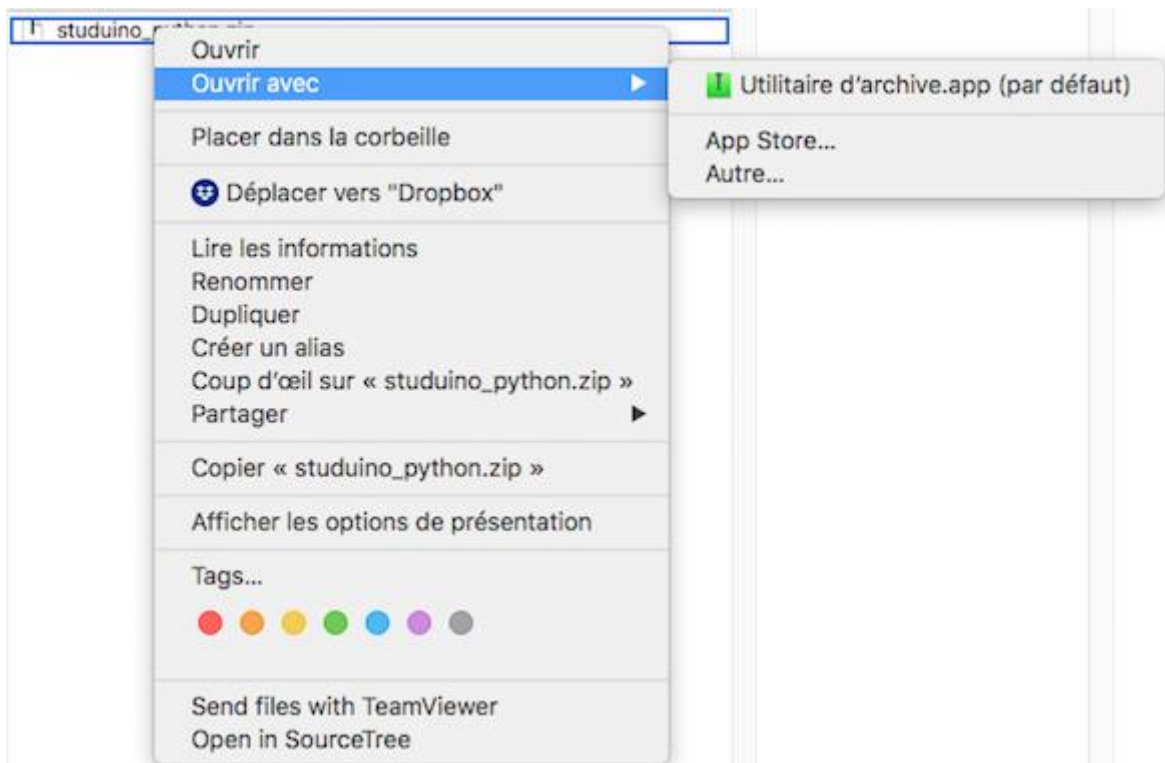 studuino_python.zip
Ouvrir
Ouvrir avec
Utilitaire d'archive.app (par défaut)
App Store...
Autre...
Placer dans la corbeille
Déplacer vers "Dropbox"
Lire les informations
Renommer
Dupliquer
Créer un alias
Coup d'œil sur « studuino_python.zip »
Partager
Copier « studuino_python.zip »
Afficher les options de présentation
Tags...
Send files with TeamViewer
Open in SourceTree